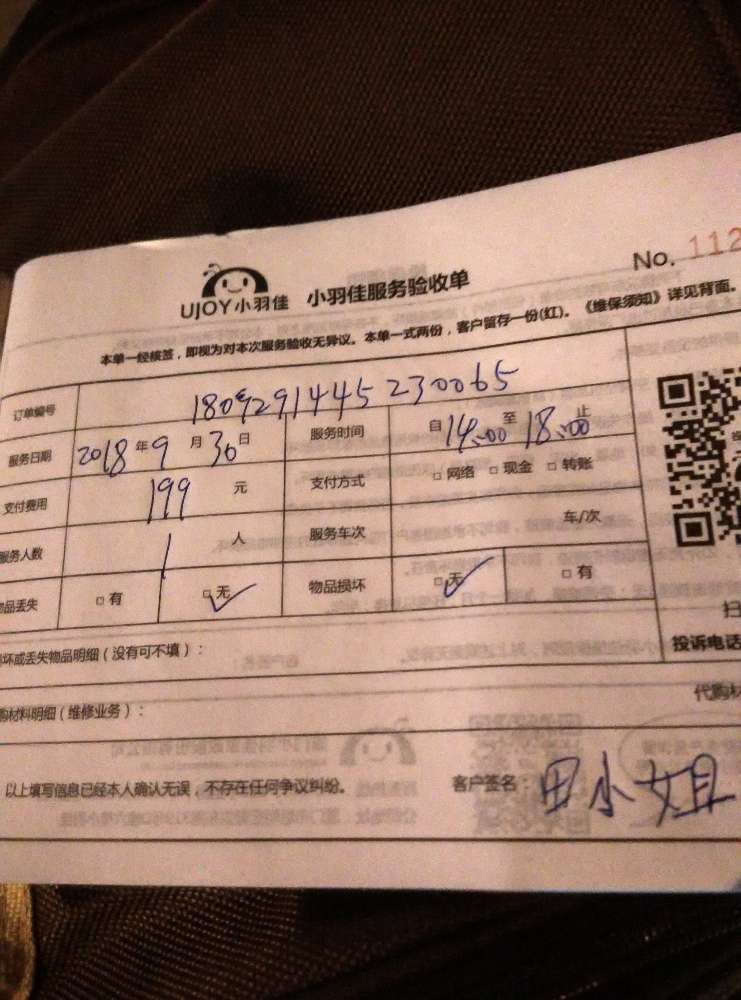 UJOY小羽佳 小羽佳服务验收单 No. 112
本单一经核签，即视为对本次服务验收无异议。本单一式两份，客户留存一份(红)。《维保须知》详见背面。
订单编号 1809291445230065
服务日期 2018年9月30日 服务时间 自14:00至18:00止
支付费用 199元 支付方式 □网络 □现金 □转账
服务人数 1人 服务车次 车/次
品丢失 □有 □无 物品损坏 □无 □有
扫
坏或丢失物品明细（没有可不填）： 投诉电话
购材料明细（维修业务）： 代购材
以上填写信息已经本人确认无误，不存在任何争议纠纷。 客户签名：田小姐